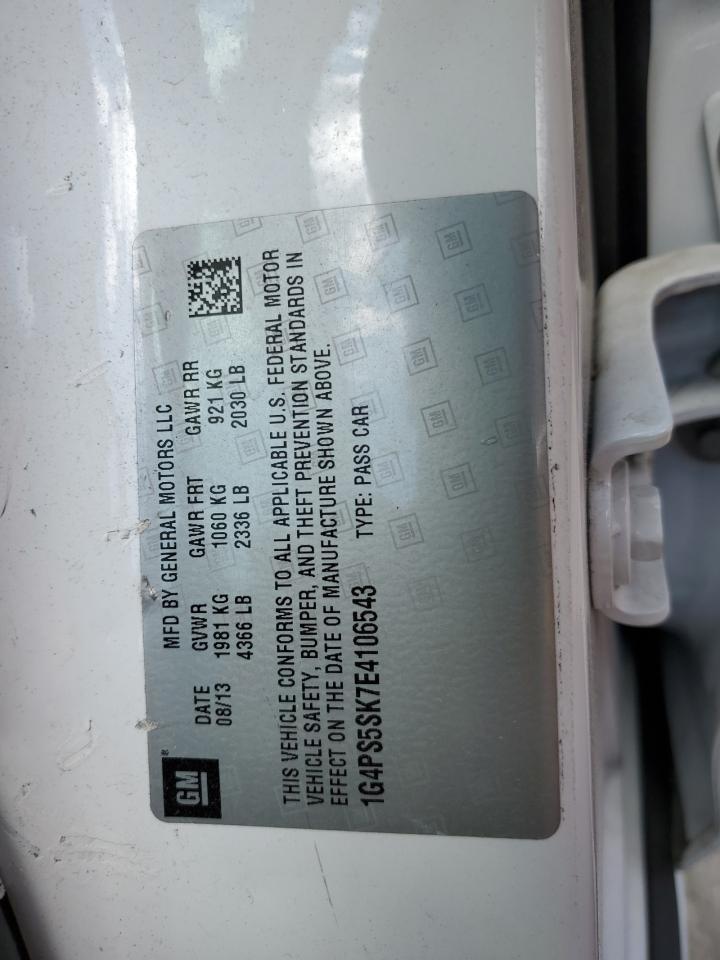 GM®
MFD BY GENERAL MOTORS LLC
DATE GVWR GAWR FRT GAWR RR
08/13 1981 KG 1060 KG 921 KG
4366 LB 2336 LB 2030 LB
THIS VEHICLE CONFORMS TO ALL APPLICABLE U.S. FEDERAL MOTOR
VEHICLE SAFETY, BUMPER, AND THEFT PREVENTION STANDARDS IN
EFFECT ON THE DATE OF MANUFACTURE SHOWN ABOVE.
1G4PS5SK7E4106543 TYPE: PASS CAR